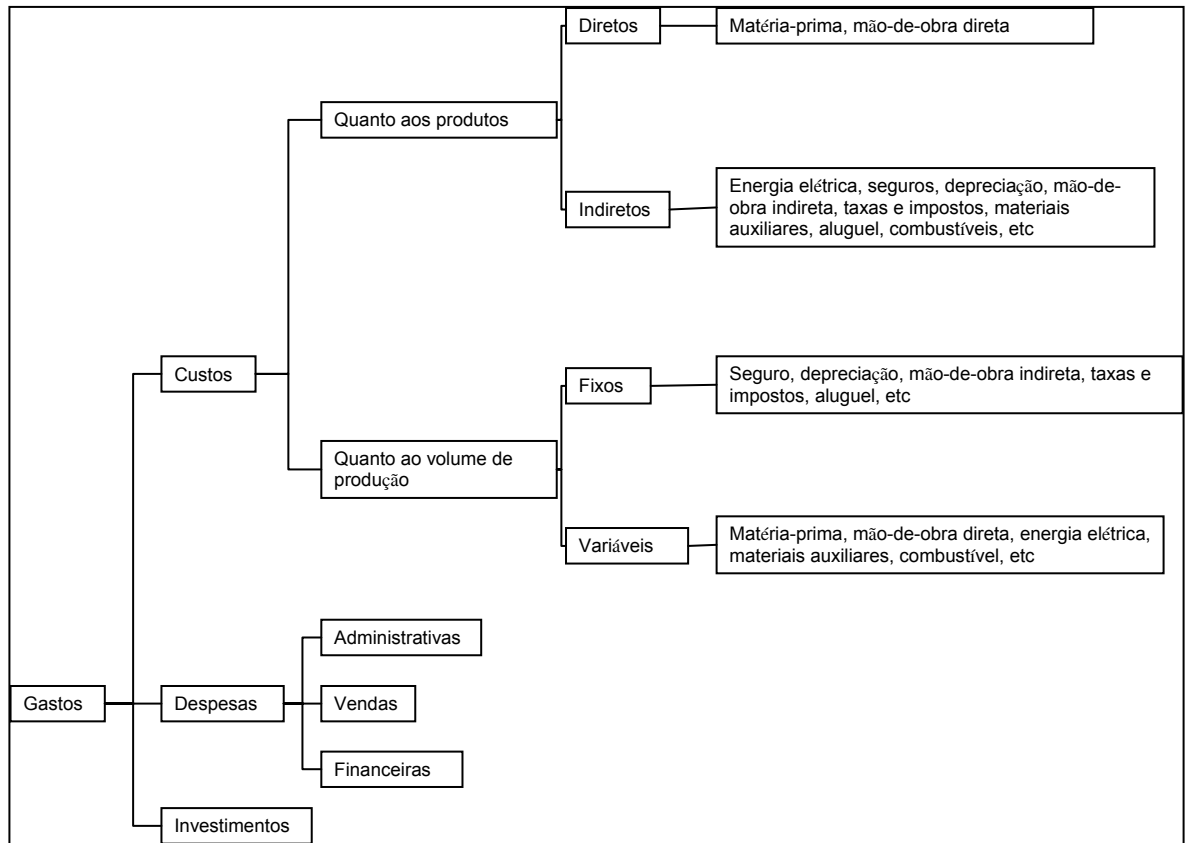 Diretos
Matéria-prima, mão-de-obra direta
Quanto aos produtos
Indiretos
Energia elétrica, seguros, depreciação, mão-de-
obra indireta, taxas e impostos, materiais
auxiliares, aluguel, combustíveis, etc
Custos
Fixos
Seguro, depreciação, mão-de-obra indireta, taxas e
impostos, aluguel, etc
Quanto ao volume de
produção
Variáveis
Matéria-prima, mão-de-obra direta, energia elétrica,
materiais auxiliares, combustível, etc
Administrativas
Gastos
Despesas
Vendas
Financeiras
Investimentos